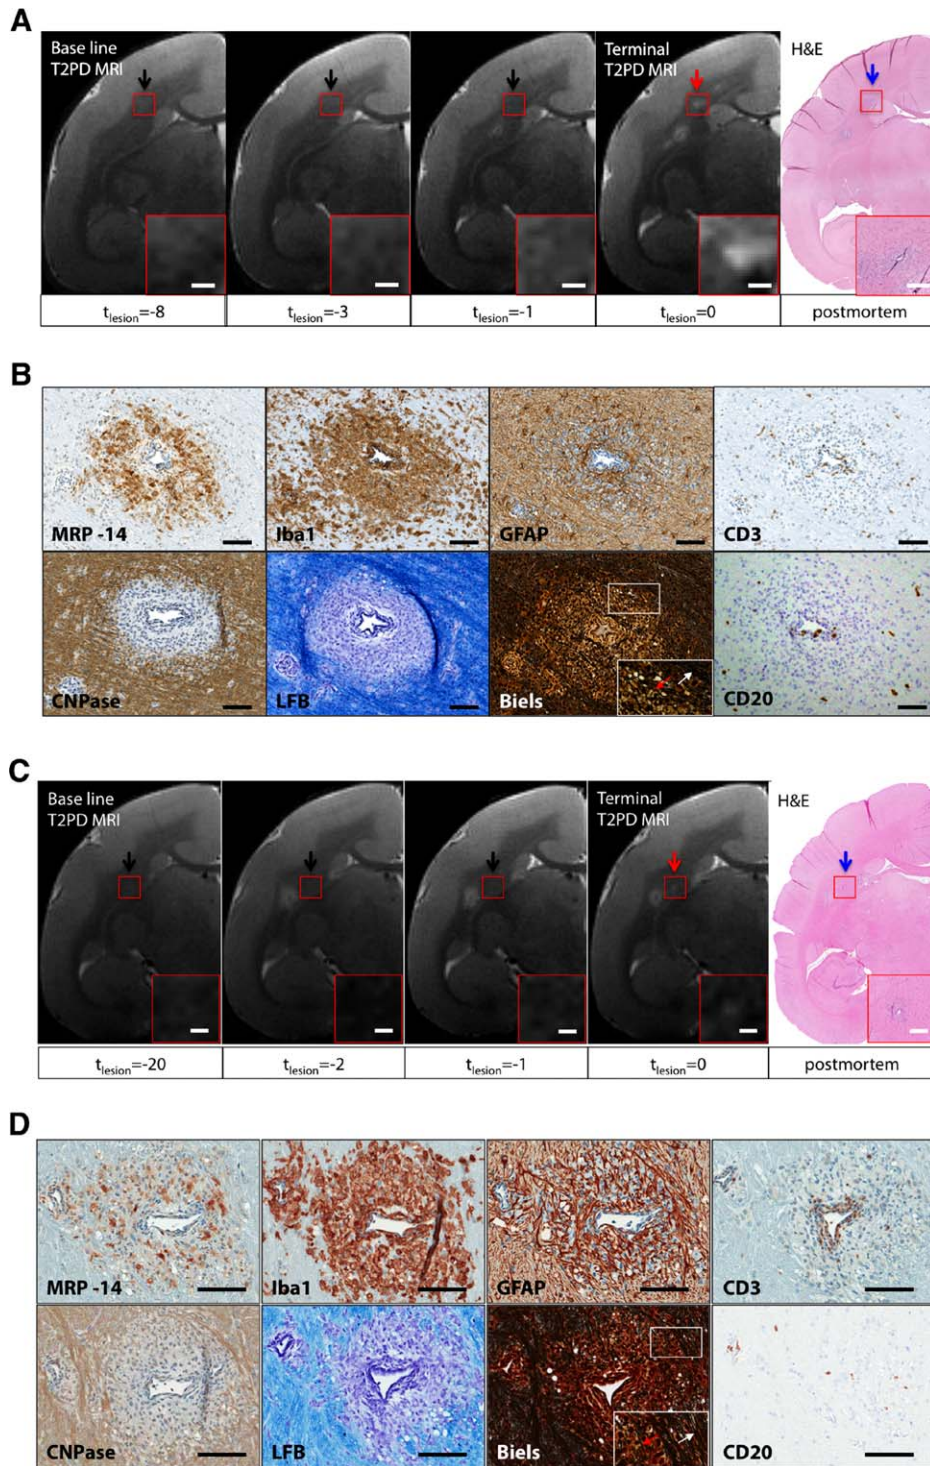 A
Base line
T2PD MRI
Terminal
T2PD MRI
H&E
tlesion=-8
tlesion=-3
tlesion=-1
tlesion=0
postmortem
B
MRP -14
Iba1
GFAP
CD3
CNPase
LFB
Biels
CD20
C
Base line
T2PD MRI
Terminal
T2PD MRI
H&E
tlesion=-20
tlesion=-2
tlesion=-1
tlesion=0
postmortem
D
MRP -14
Iba1
GFAP
CD3
CNPase
LFB
Biels
CD20